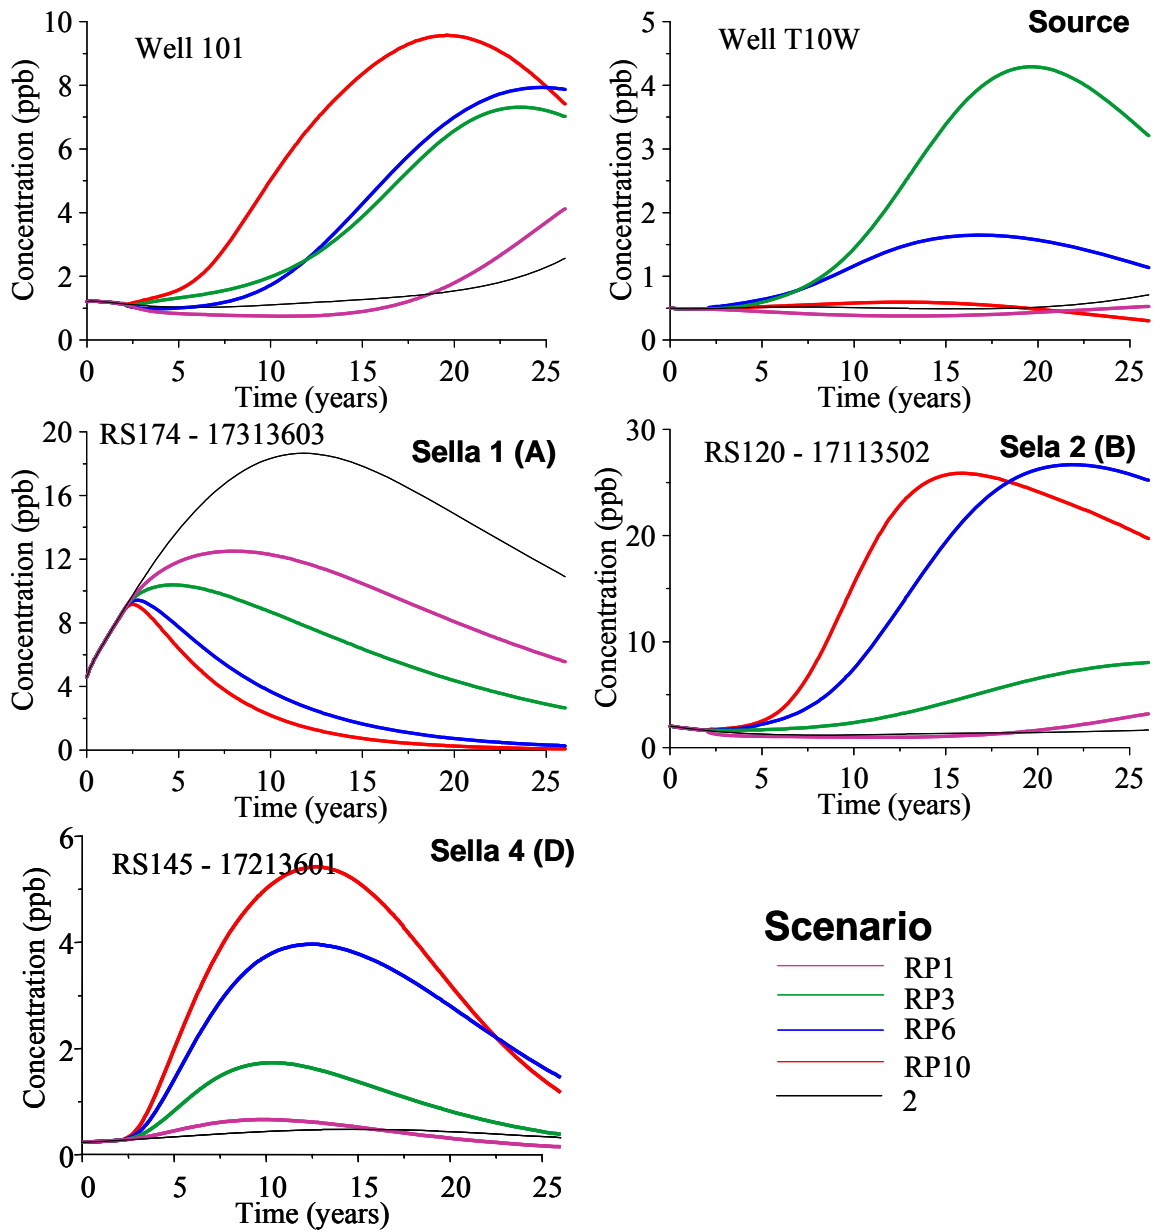 Well 101
Concentration (ppb)
10
8
6
4
2
0
0 5 10 15 20 25
Time (years)
Source
Well T10W
Concentration (ppb)
5
4
3
2
1
0
0 5 10 15 20 25
Time (years)
RS174 - 17313603
Sella 1 (A)
Concentration (ppb)
20
16
12
8
4
0
0 5 10 15 20 25
Time (years)
Sela 2 (B)
RS120 - 17113502
Concentration (ppb)
30
20
10
0
0 5 10 15 20 25
Time (years)
Sella 4 (D)
RS145 - 17213601
Concentration (ppb)
6
4
2
0
0 5 10 15 20 25
Time (years)
Scenario
RP1
RP3
RP6
RP10
2